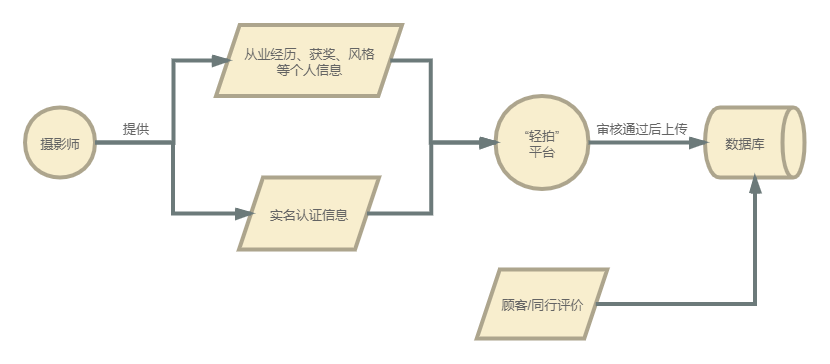 从业经历、获奖、风格
等个人信息
摄影师
提供
“轻拍”
平台
审核通过后上传
数据库
实名认证信息
顾客/同行评价